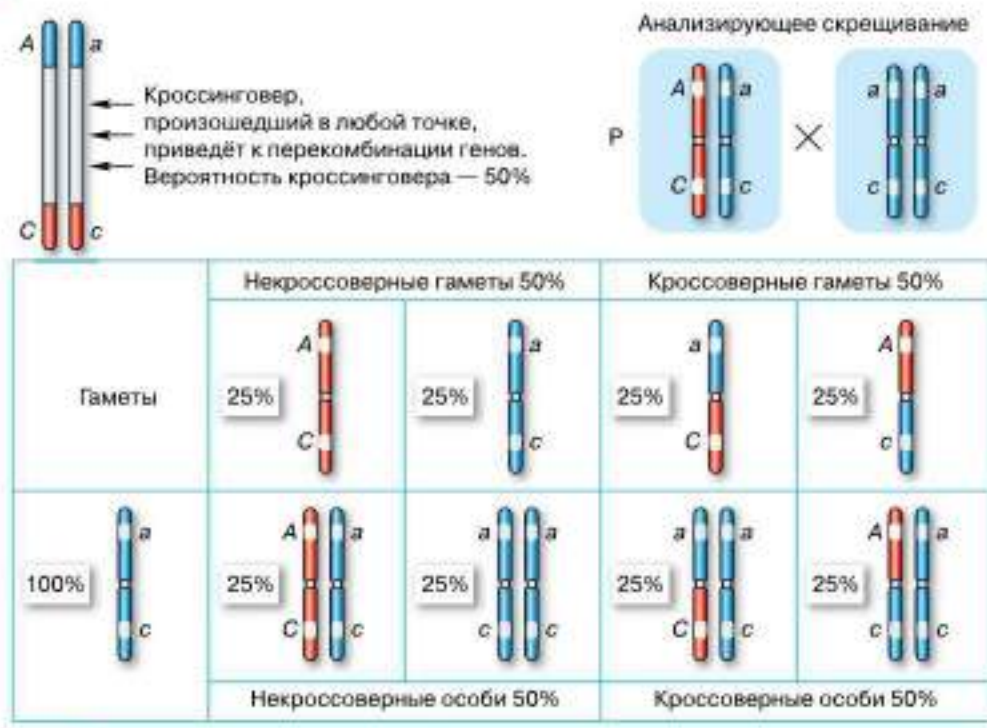 Анализирующее скрещивание
A a
Кроссинговер,
произошедший в любой точке,
приведёт к перекомбинации генов.
Вероятность кроссинговера — 50%
C c
P
A a
C c
×
a a
c c
Некроссоверные гаметы 50%
Кроссоверные гаметы 50%
Гаметы
A
25%
C
a
25%
c
a
25%
C
A
25%
c
100%
a
c
A a
25%
C c
a a
25%
c c
a a
25%
C c
A a
25%
c c
Некроссоверные особи 50%
Кроссоверные особи 50%